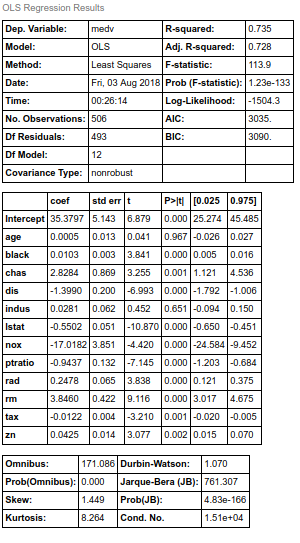 OLS Regression Results
Dep. Variable: medv R-squared: 0.735
Model: OLS Adj. R-squared: 0.728
Method: Least Squares F-statistic: 113.9
Date: Fri, 03 Aug 2018 Prob (F-statistic): 1.23e-133
Time: 00:26:14 Log-Likelihood: -1504.3
No. Observations: 506 AIC: 3035.
Df Residuals: 493 BIC: 3090.
Df Model: 12
Covariance Type: nonrobust
coef std err t P>|t| [0.025 0.975]
Intercept 35.3797 5.143 6.879 0.000 25.274 45.485
age 0.0005 0.013 0.041 0.967 -0.026 0.027
black 0.0103 0.003 3.841 0.000 0.005 0.016
chas 2.8284 0.869 3.255 0.001 1.121 4.536
dis -1.3990 0.200 -6.993 0.000 -1.792 -1.006
indus 0.0281 0.062 0.452 0.651 -0.094 0.150
lstat -0.5502 0.051 -10.870 0.000 -0.650 -0.451
nox -17.0182 3.851 -4.420 0.000 -24.584 -9.452
ptratio -0.9437 0.132 -7.145 0.000 -1.203 -0.684
rad 0.2478 0.065 3.838 0.000 0.121 0.375
rm 3.8460 0.422 9.116 0.000 3.017 4.675
tax -0.0122 0.004 -3.210 0.001 -0.020 -0.005
zn 0.0425 0.014 3.077 0.002 0.015 0.070
Omnibus: 171.086 Durbin-Watson: 1.070
Prob(Omnibus): 0.000 Jarque-Bera (JB): 761.307
Skew: 1.449 Prob(JB): 4.83e-166
Kurtosis: 8.264 Cond. No. 1.51e+04